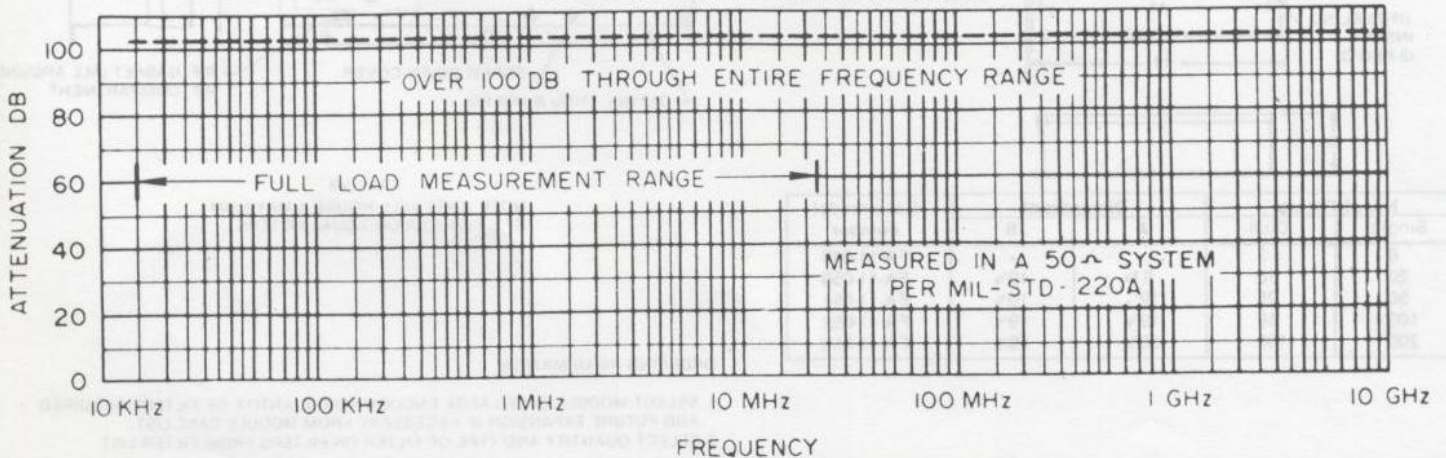 100
80
60
40
20
0
ATTENUATION DB
OVER 100 DB THROUGH ENTIRE FREQUENCY RANGE
FULL LOAD MEASUREMENT RANGE
MEASURED IN A 50Ω SYSTEM
PER MIL-STD-220A
10 KHz 100 KHz 1 MHz 10 MHz 100 MHz 1 GHz 10 GHz
FREQUENCY